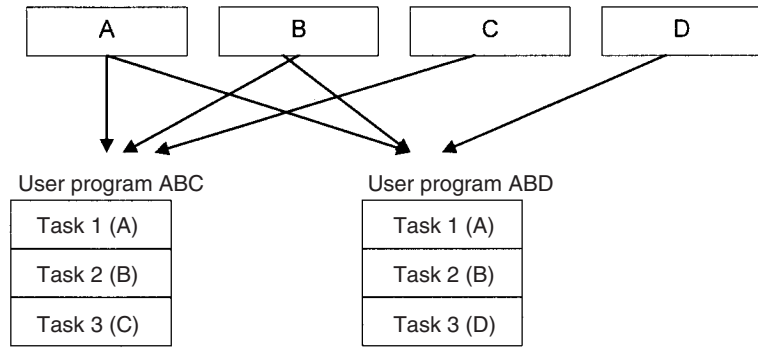 A B C D
User program ABC User program ABD
Task 1 (A) Task 1 (A)
Task 2 (B) Task 2 (B)
Task 3 (C) Task 3 (D)